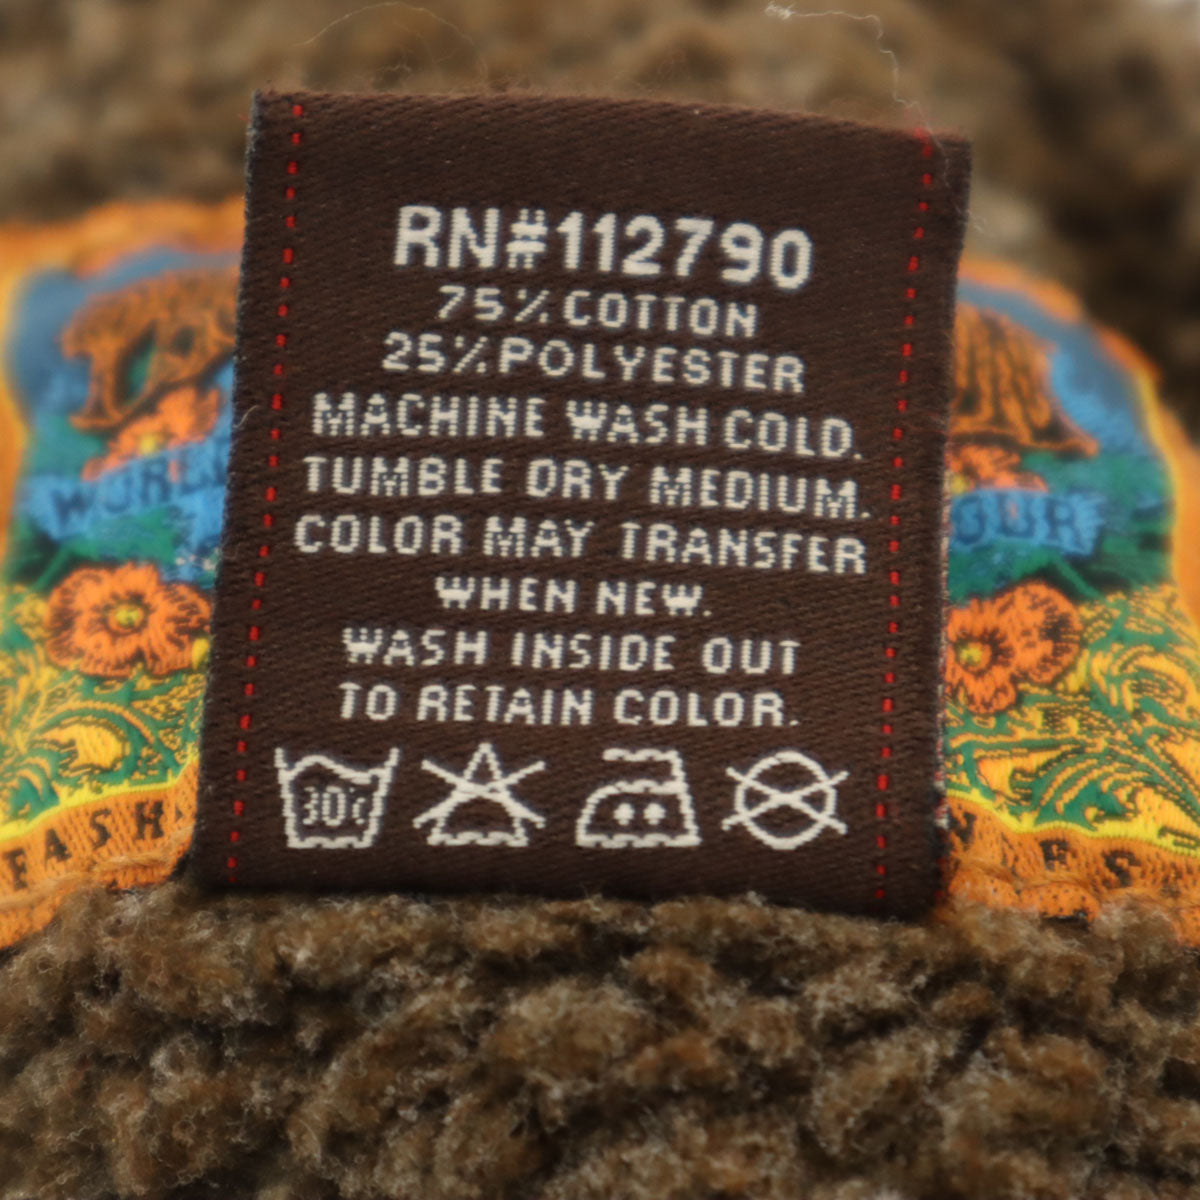 RN#112790
75% COTTON
25% POLYESTER
MACHINE WASH COLD.
TUMBLE DRY MEDIUM.
COLOR MAY TRANSFER
WHEN NEW.
WASH INSIDE OUT
TO RETAIN COLOR.
30°C